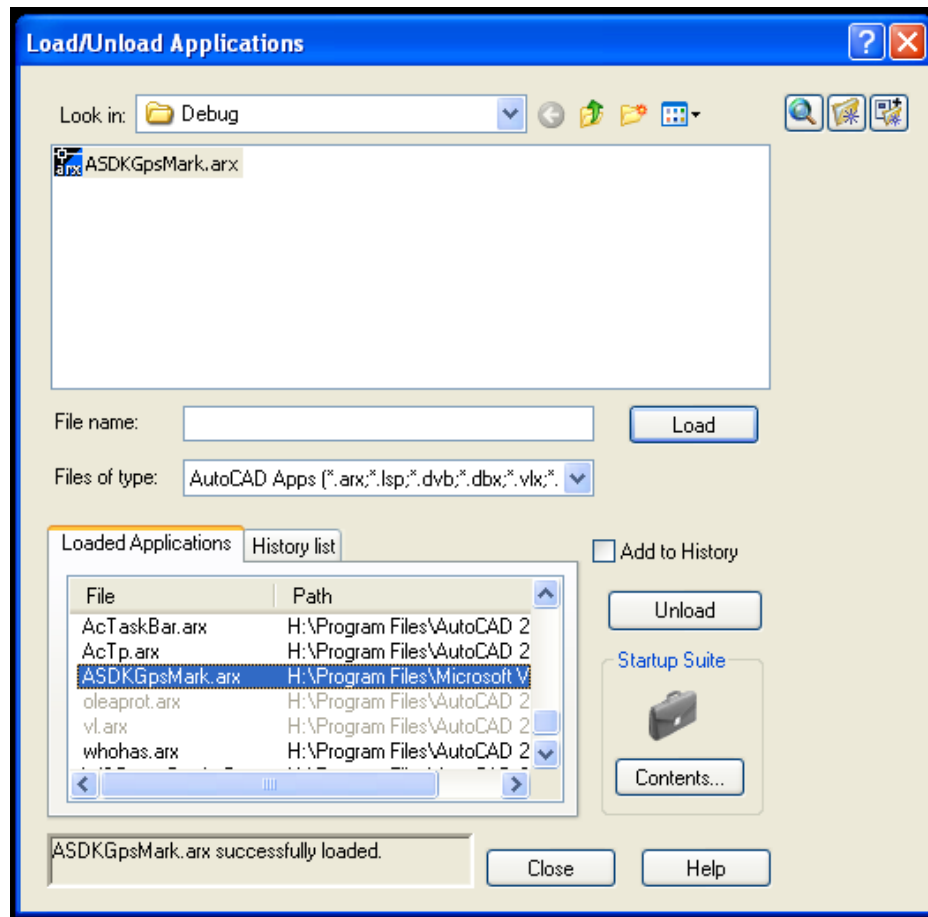 Load/Unload Applications
Look in: Debug
ASDKGpsMark.arx
File name:
Load
Files of type: AutoCAD Apps (*.arx;*.lsp;*.dvb;*.dbx;*.vlx;*.
Loaded Applications History list
Add to History
File Path
Unload
AcTaskBar.arx H:\Program Files\AutoCAD 2
AcTp.arx H:\Program Files\AutoCAD 2
Startup Suite
ASDKGpsMark.arx H:\Program Files\Microsoft V
oleaprot.arx H:\Program Files\AutoCAD 2
vl.arx H:\Program Files\AutoCAD 2
whohas.arx H:\Program Files\AutoCAD 2
Contents...
ASDKGpsMark.arx successfully loaded.
Close Help